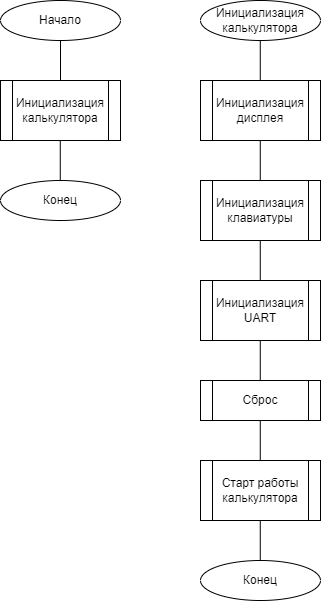 Начало
Инициализация
калькулятора
Конец
Инициализация
калькулятора
Инициализация
дисплея
Инициализация
клавиатуры
Инициализация
UART
Сброс
Старт работы
калькулятора
Конец